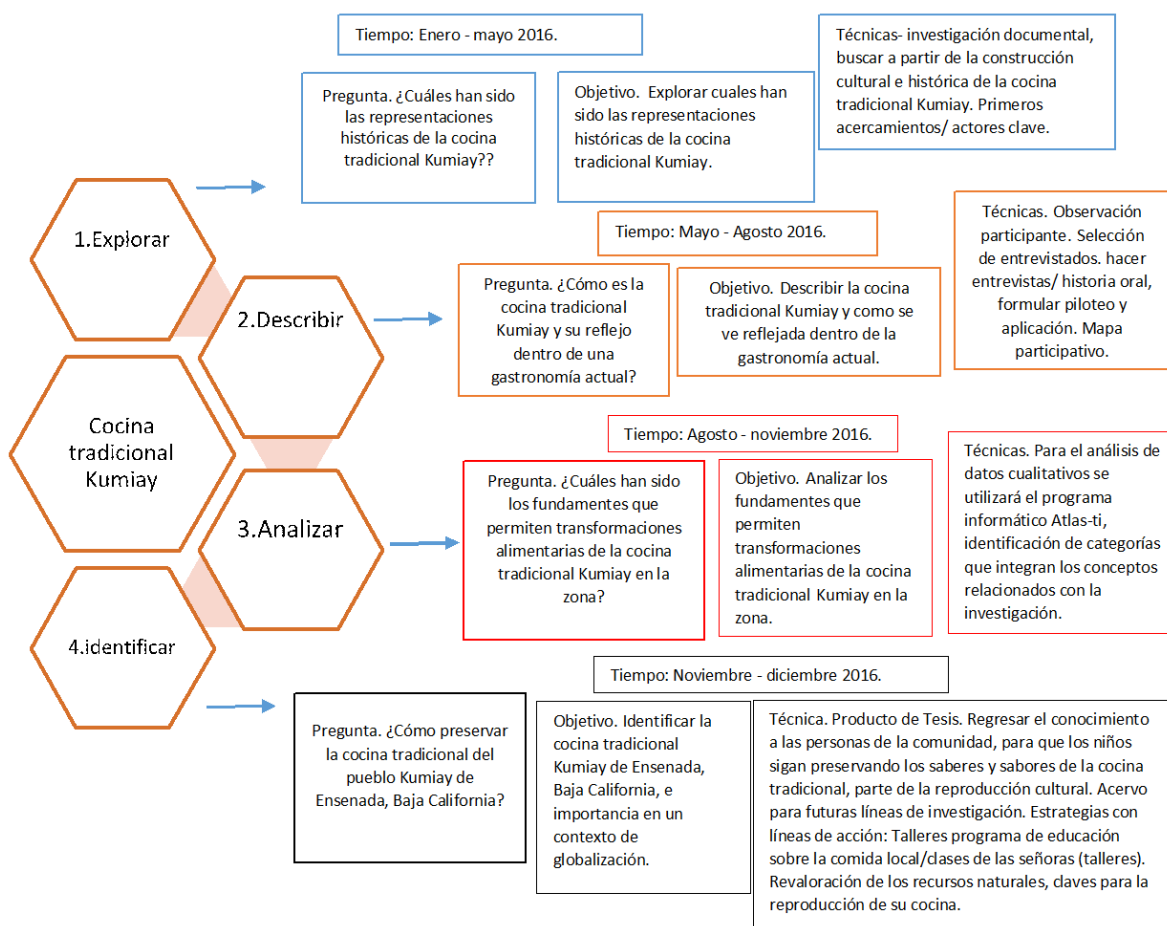 Tiempo: Enero - mayo 2016.
Pregunta. ¿Cuáles han sido
las representaciones
históricas de la cocina
tradicional Kumiay??
Objetivo. Explorar cuales han
sido las representaciones
históricas de la cocina
tradicional Kumiay.
Técnicas- investigación documental,
buscar a partir de la construcción
cultural e histórica de la cocina
tradicional Kumiay. Primeros
acercamientos/ actores clave.
1.Explorar
Tiempo: Mayo - Agosto 2016.
2.Describir
Pregunta. ¿Cómo es la
cocina tradicional
Kumiay y su reflejo
dentro de una
gastronomía actual?
Objetivo. Describir la cocina
tradicional Kumiay y como se
ve reflejada dentro de la
gastronomía actual.
Técnicas. Observación
participante. Selección
de entrevistados. hacer
entrevistas/ historia oral,
formular piloteo y
aplicación. Mapa
participativo.
Cocina
tradicional
Kumiay
Tiempo: Agosto - noviembre 2016.
3.Analizar
Pregunta. ¿Cuáles han sido
los fundamentes que
permiten transformaciones
alimentarias de la cocina
tradicional Kumiay en la
zona?
Objetivo. Analizar los
fundamentes que
permiten
transformaciones
alimentarias de la cocina
tradicional Kumiay en la
zona.
Técnicas. Para el análisis de
datos cualitativos se
utilizará el programa
informático Atlas-ti,
identificación de categorías
que integran los conceptos
relacionados con la
investigación.
4.identificar
Tiempo: Noviembre - diciembre 2016.
Pregunta. ¿Cómo preservar
la cocina tradicional del
pueblo Kumiay de
Ensenada, Baja California?
Objetivo. Identificar la
cocina tradicional
Kumiay de Ensenada,
Baja California, e
importancia en un
contexto de
globalización.
Técnica. Producto de Tesis. Regresar el conocimiento
a las personas de la comunidad, para que los niños
sigan preservando los saberes y sabores de la cocina
tradicional, parte de la reproducción cultural. Acervo
para futuras líneas de investigación. Estrategias con
líneas de acción: Talleres programa de educación
sobre la comida local/clases de las señoras (talleres).
Revaloración de los recursos naturales, claves para la
reproducción de su cocina.